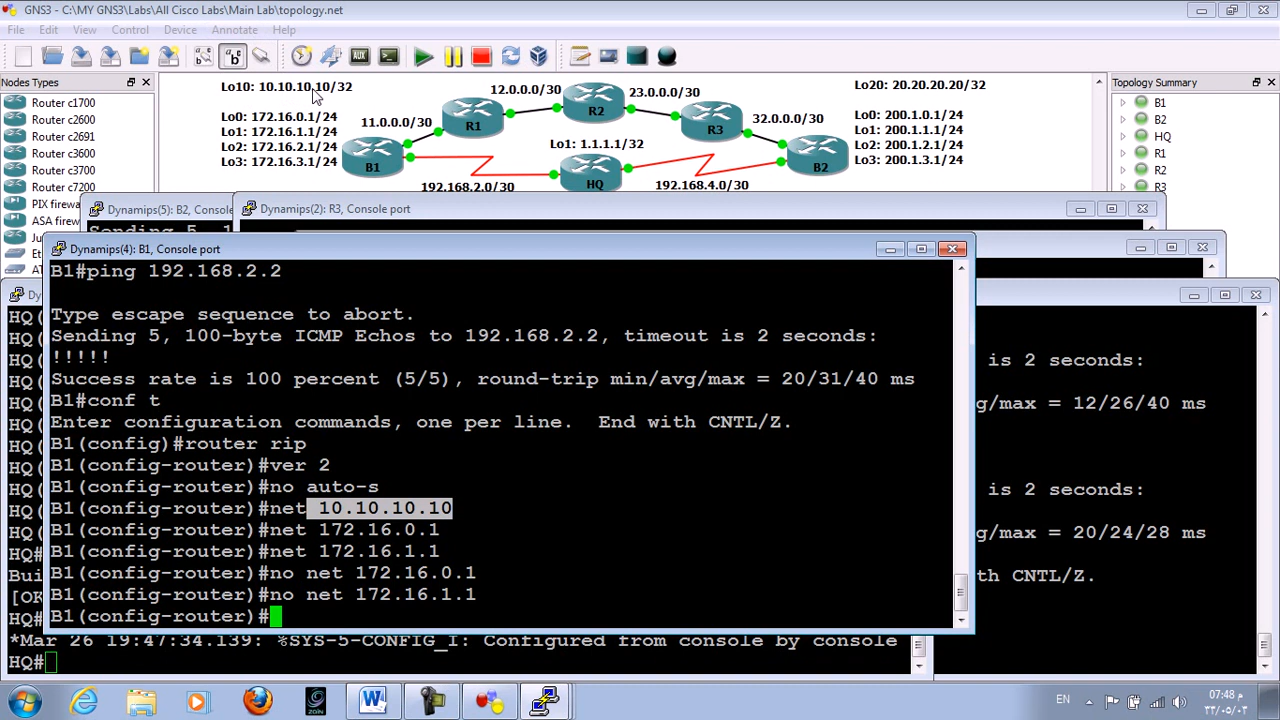 GNS3 - C:\MY GNS3\Labs\All Cisco Labs\Main Lab\topology.net
File Edit View Control Device Annotate Help
Nodes Types
Router c1700
Router c2600
Router c2691
Router c3600
Router c3700
Router c7200
PIX firewa
ASA firewa
Ju
Et
AT
Lo10: 10.10.10.10/32
Lo0: 172.16.0.1/24
Lo1: 172.16.1.1/24
Lo2: 172.16.2.1/24
Lo3: 172.16.3.1/24
11.0.0.0/30
12.0.0.0/30
23.0.0.0/30
32.0.0.0/30
R1
R2
R3
B1
B2
HQ
Lo1: 1.1.1.1/32
192.168.2.0/30
192.168.4.0/30
Lo20: 20.20.20.20/26
Lo0: 200.1.0.1/24
Lo1: 200.1.1.1/24
Lo2: 200.1.2.1/24
Lo3: 200.1.3.1/24
Topology Summary
B1
B2
HQ
R1
R2
R3
Dynamips(5): B2, Console
Dynamips(2): R3, Console port
Dynamips(4): B1, Console port
B1#ping 192.168.2.2
Type escape sequence to abort.
Sending 5, 100-byte ICMP Echos to 192.168.2.2, timeout is 2 seconds:
!!!!!
Success rate is 100 percent (5/5), round-trip min/avg/max = 20/31/40 ms
B1#conf t
Enter configuration commands, one per line.  End with CNTL/Z.
B1(config)#router rip
B1(config-router)#ver 2
B1(config-router)#no auto-s
B1(config-router)#net 10.10.10.10
B1(config-router)#net 172.16.0.1
B1(config-router)#net 172.16.1.1
B1(config-router)#no net 172.16.0.1
B1(config-router)#no net 172.16.1.1
B1(config-router)#
Dy
HQ(
HQ(
HQ(
HQ(
HQ(
HQ(
HQ(
HQ(
HQ(
HQ(
HQ(
HQ#
Bui
[OK
HQ#
is 2 seconds:
g/max = 12/26/40 ms
is 2 seconds:
g/max = 20/24/28 ms
th CNTL/Z.
*Mar 26 19:47:34.139: %SYS-5-CONFIG_I: Configured from console by console
HQ#
EN
07:48 م